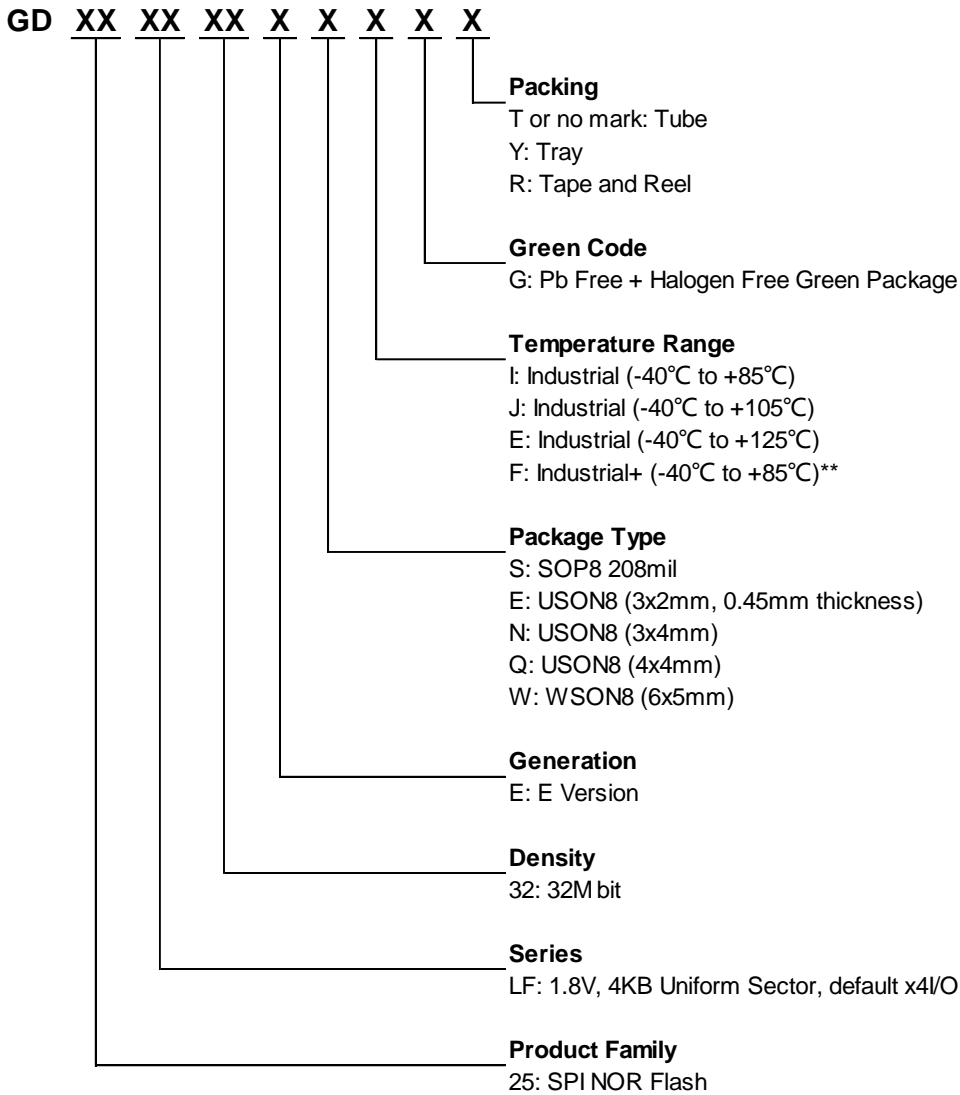 GD XX XX XX X X X X X
Packing
T or no mark: Tube
Y: Tray
R: Tape and Reel
Green Code
G: Pb Free + Halogen Free Green Package
Temperature Range
I: Industrial (-40℃ to +85℃)
J: Industrial (-40℃ to +105℃)
E: Industrial (-40℃ to +125℃)
F: Industrial+ (-40℃ to +85℃)**
Package Type
S: SOP8 208mil
E: USON8 (3x2mm, 0.45mm thickness)
N: USON8 (3x4mm)
Q: USON8 (4x4mm)
W: WSON8 (6x5mm)
Generation
E: E Version
Density
32: 32M bit
Series
LF: 1.8V, 4KB Uniform Sector, default x4I/O
Product Family
25: SPI NOR Flash